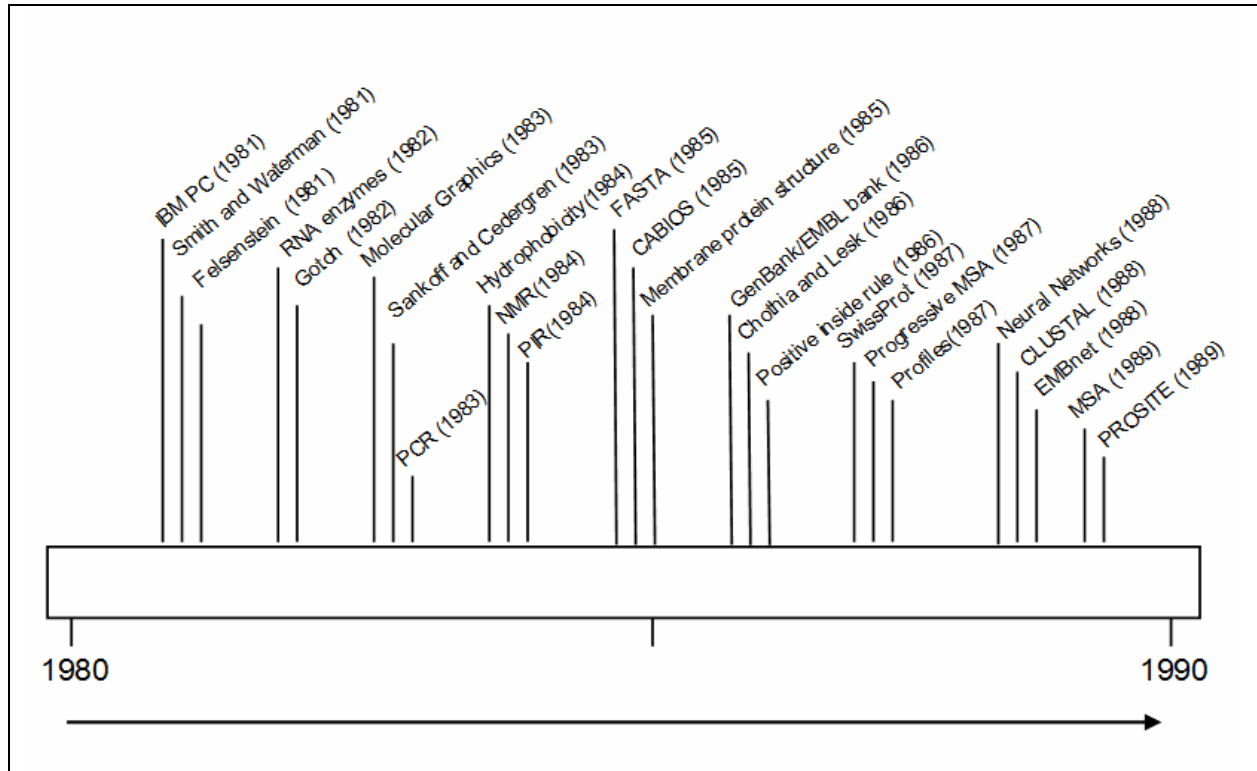 IBM PC (1981)
Smith and Waterman (1981)
Felsenstein (1981)
RNA enzymes (1982)
Gotoh (1982)
Molecular Graphics (1983)
Sankoff and Cedergren (1983)
PCR (1983)
Hydrophobicity (1984)
NMR (1984)
PIR (1984)
FASTA (1985)
CABIOS (1985)
Membrane protein structure (1985)
GenBank/EMBL bank (1986)
Chothia and Lesk (1986)
Positive inside rule (1986)
SwissProt (1987)
Progressive MSA (1987)
Profiles (1987)
Neural Networks (1988)
CLUSTAL (1988)
EMBnet (1988)
MSA (1989)
PROSITE (1989)
1980
1990